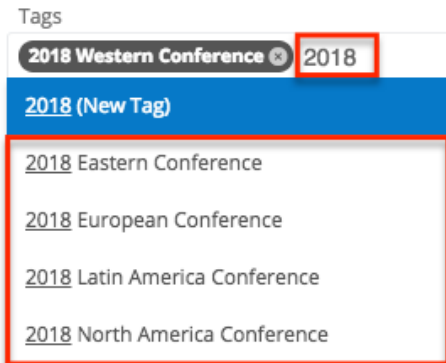 Tags
2018 Western Conference 2018
2018 (New Tag)
2018 Eastern Conference
2018 European Conference
2018 Latin America Conference
2018 North America Conference